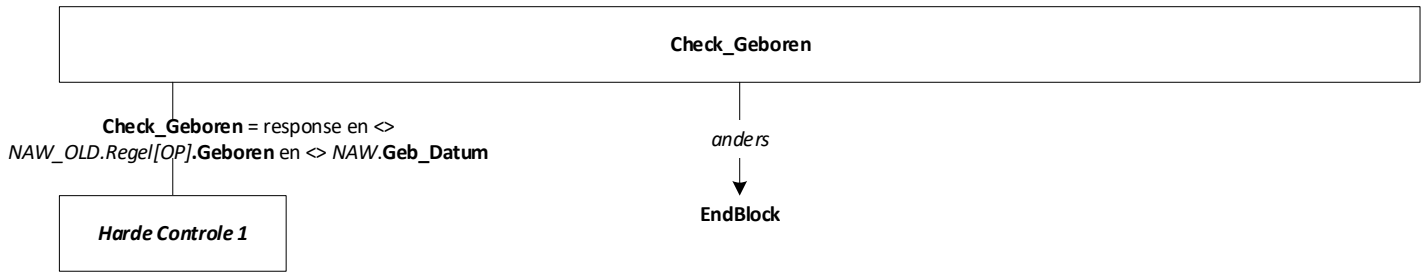 Check_Geboren
Check_Geboren = response en <>
NAW_OLD.Regel[OP].Geboren en <> NAW.Geb_Datum
anders
EndBlock
Harde Controle 1